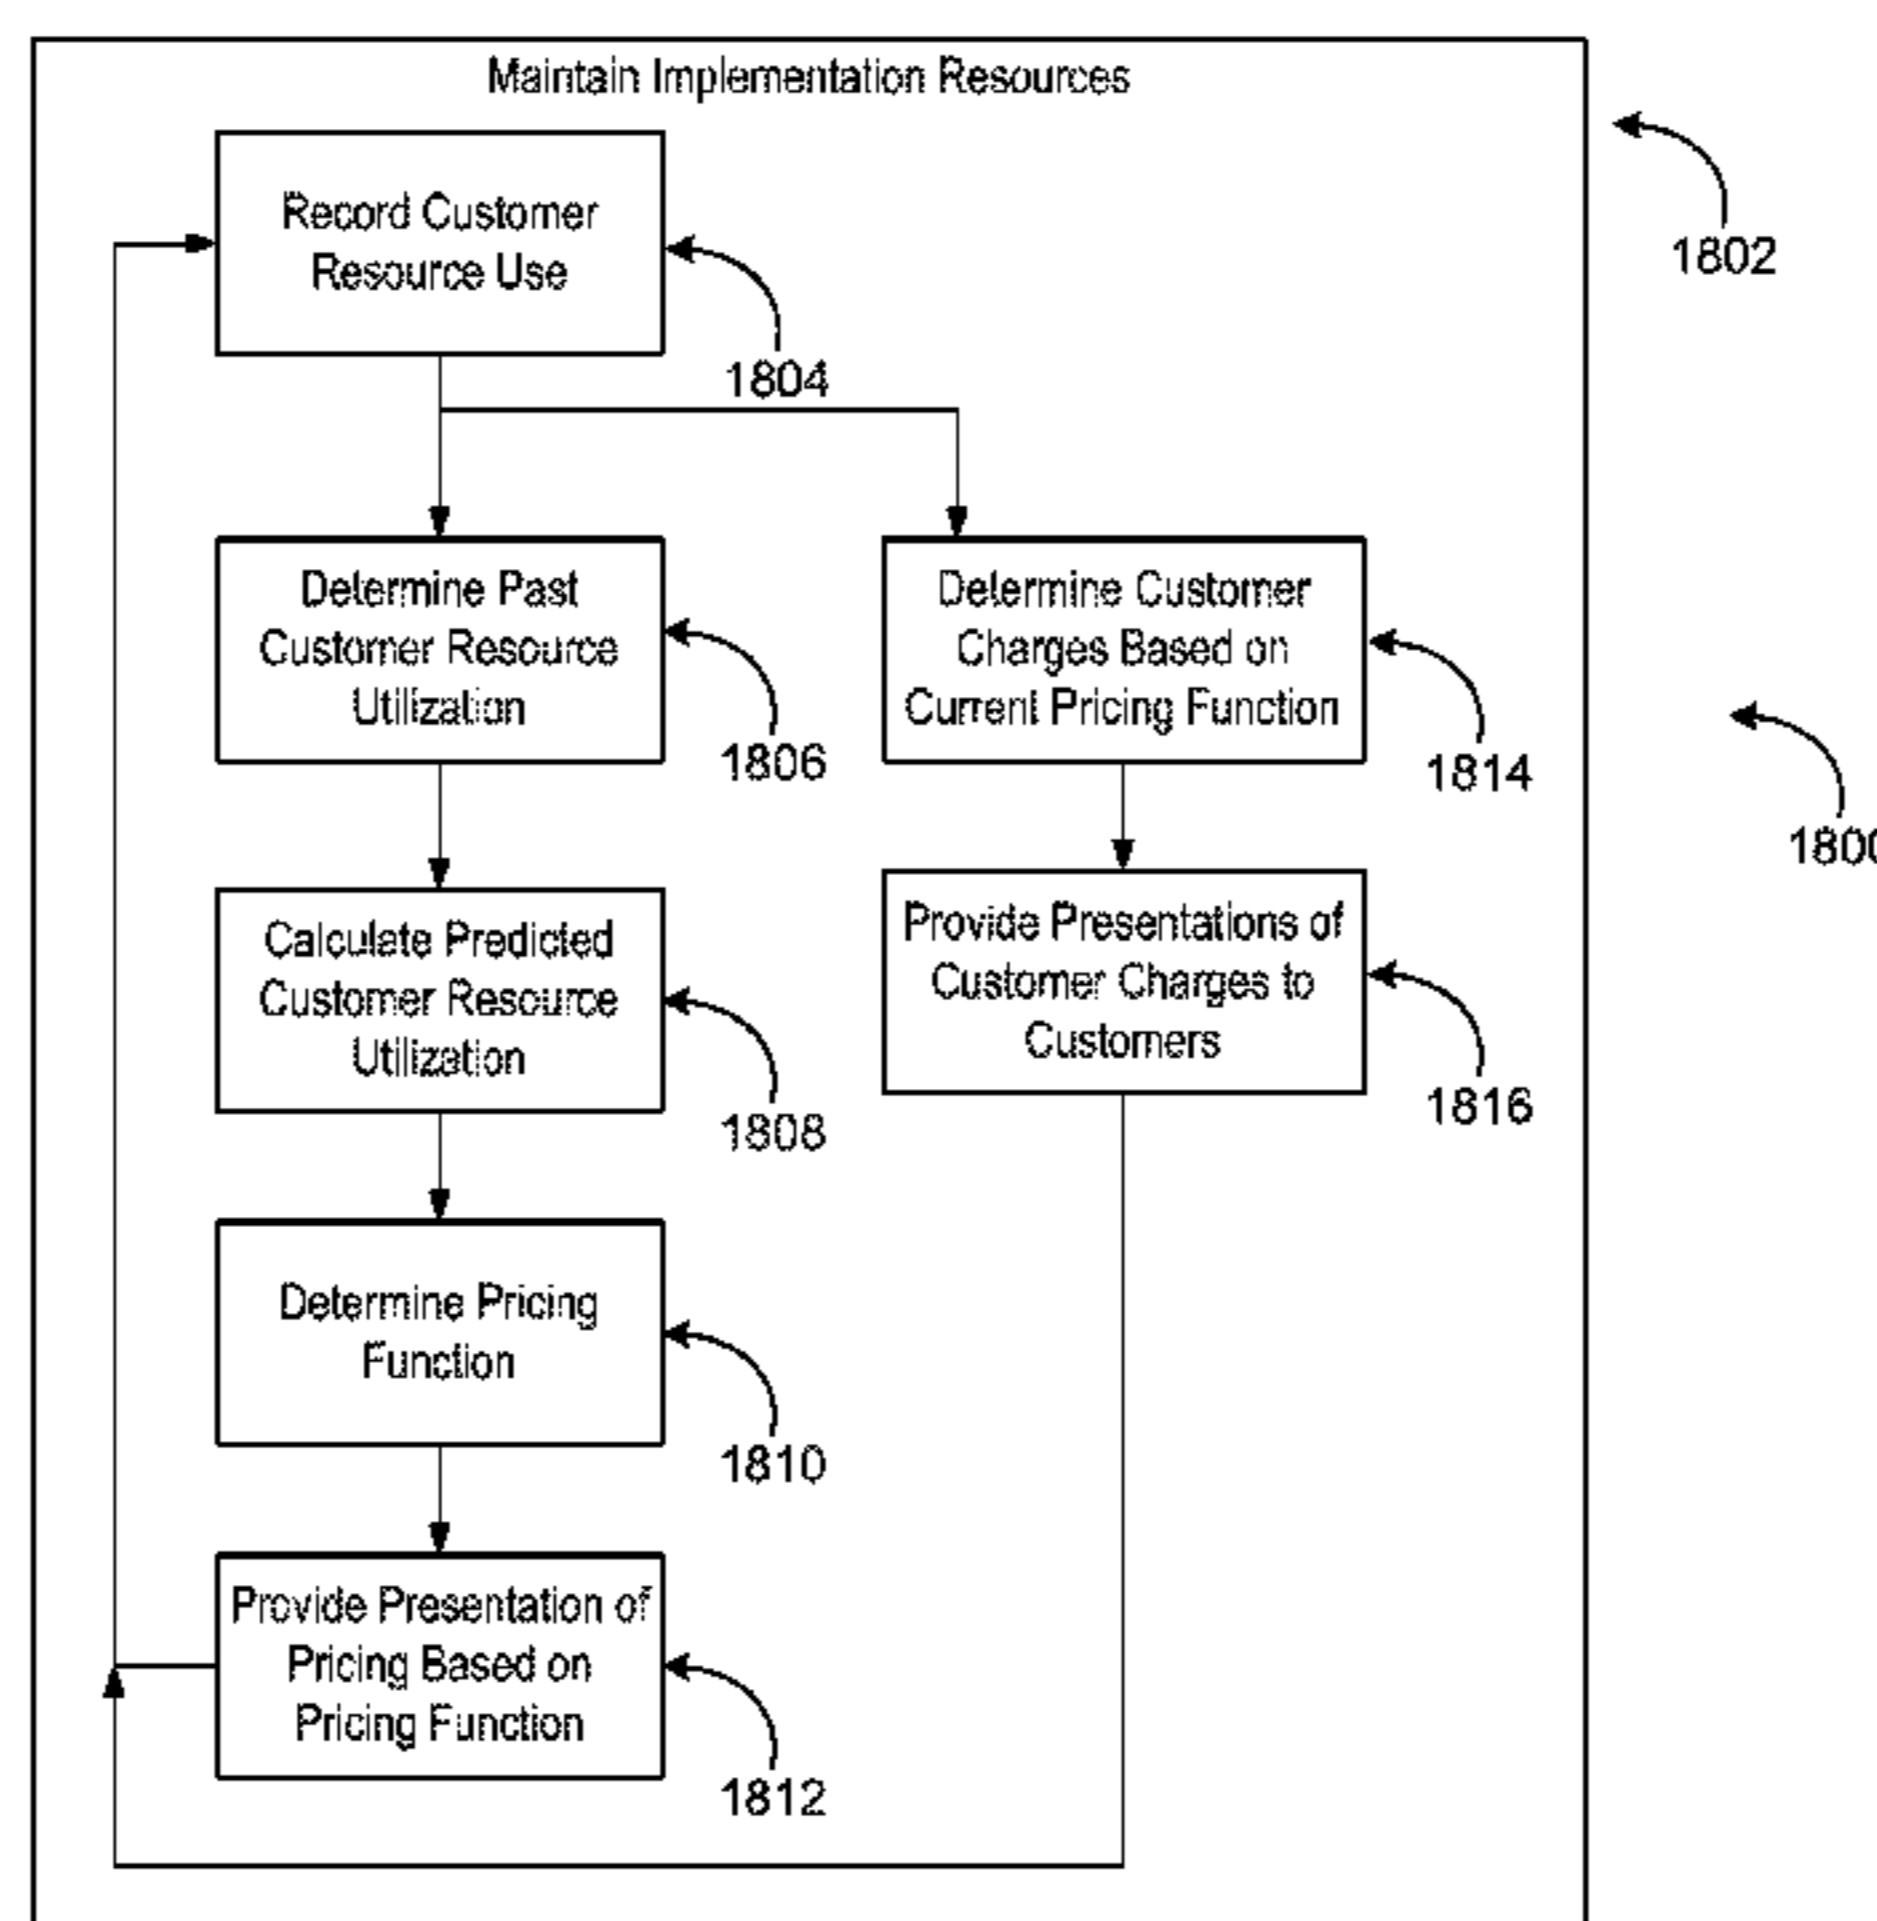 Maintain Implementation Resources
1802
Record Customer
Resource Use
1804
Determine Past
Customer Resource
Utilization
1806
Determine Customer
Charges Based on
Current Pricing Function
1814
1800
Calculate Predicted
Customer Resource
Utilization
1808
Provide Presentations of
Customer Charges to
Customers
1816
Determine Pricing
Function
1810
Provide Presentation of
Pricing Based on
Pricing Function
1812